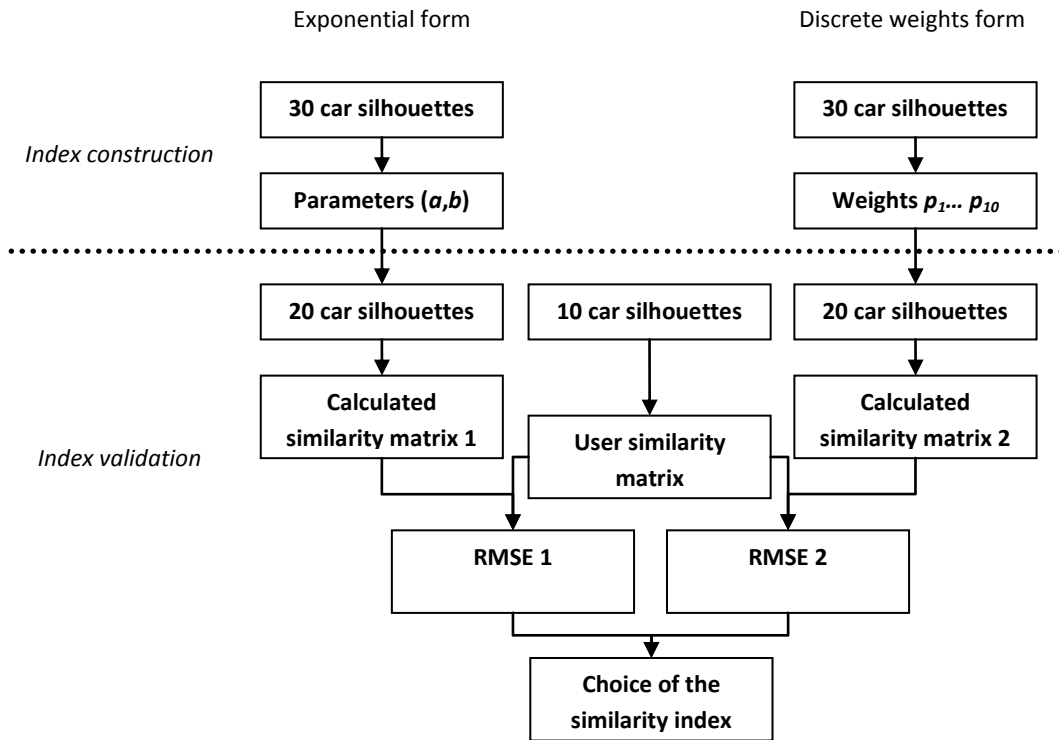 Exponential form
Discrete weights form
30 car silhouettes
30 car silhouettes
Index construction
Parameters (a,b)
Weights p1... p10
20 car silhouettes
10 car silhouettes
20 car silhouettes
Calculated
similarity matrix 1
Calculated
similarity matrix 2
User similarity
matrix
Index validation
RMSE 1
RMSE 2
Choice of the
similarity index